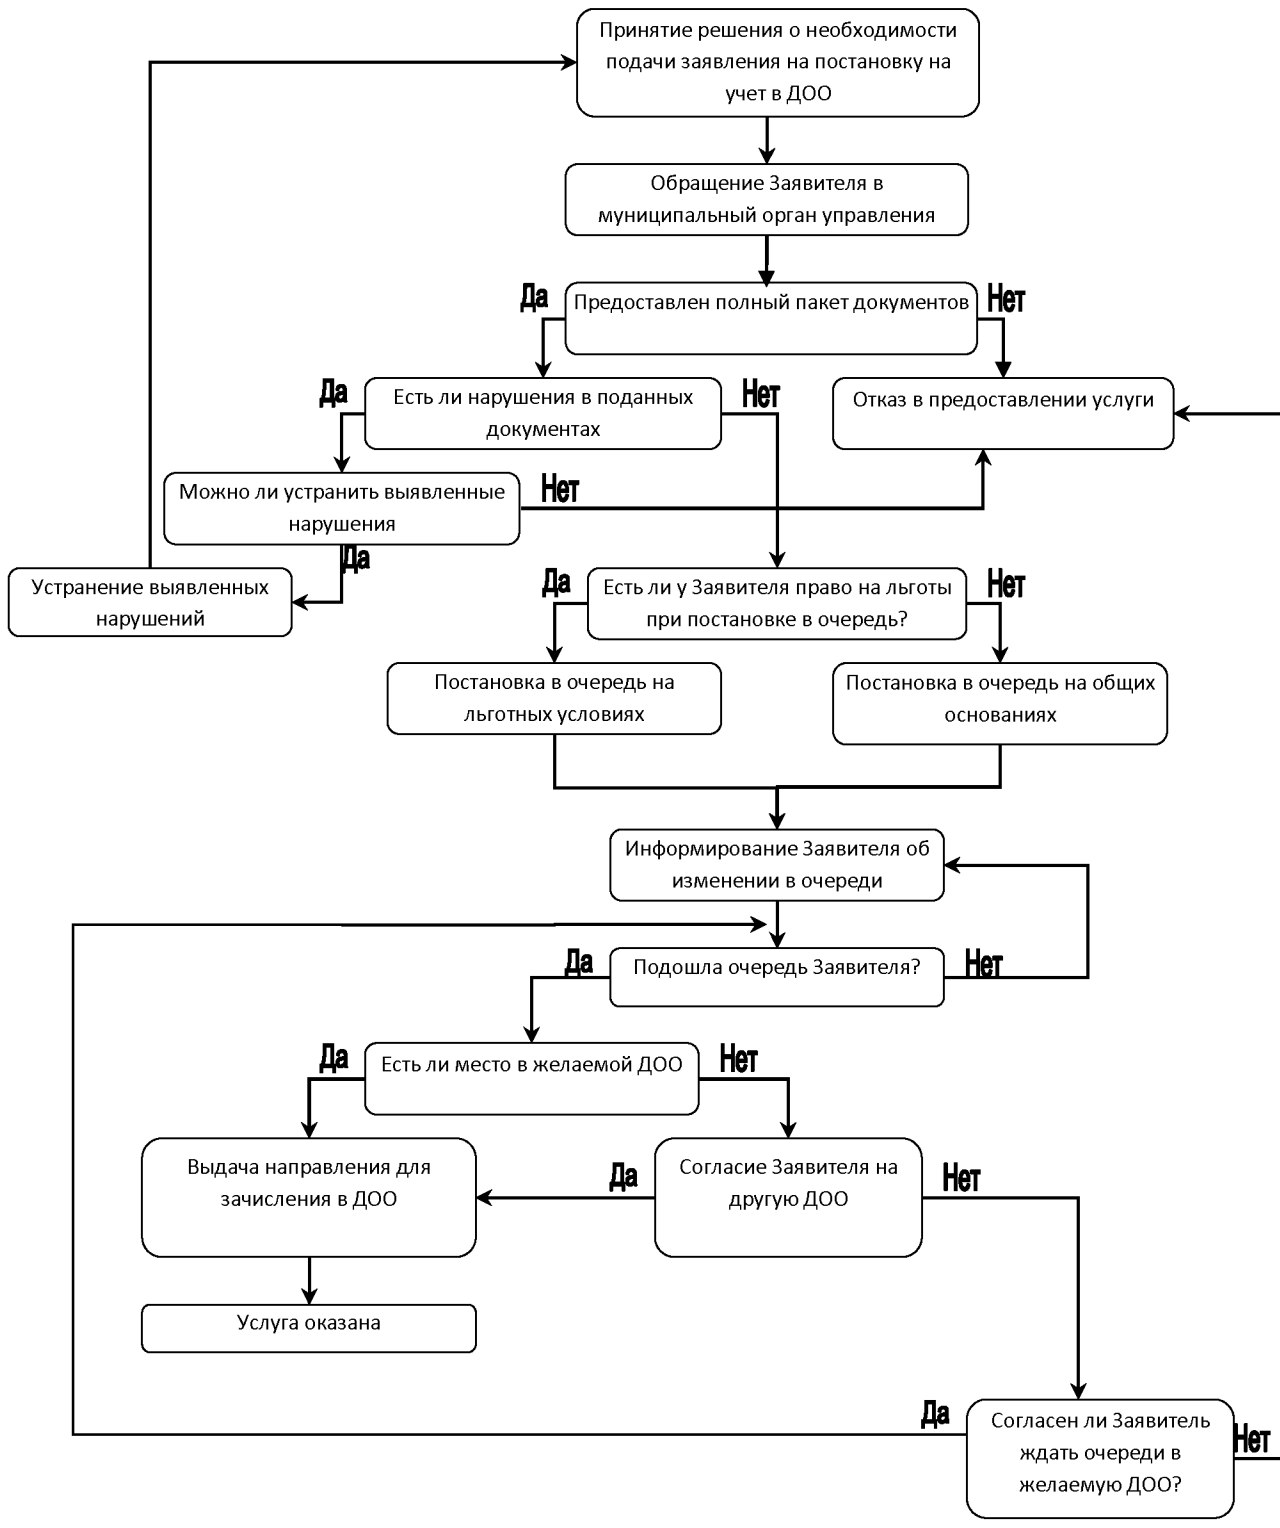 Принятие решения о необходимости
подачи заявления на постановку на
учет в ДОО
Обращение Заявителя в
муниципальный орган управления
Да
Предоставлен полный пакет документов
Нет
Да
Есть ли нарушения в поданных
документах
Нет
Отказ в предоставлении услуги
Можно ли устранить выявленные
нарушения
Нет
Да
Устранение выявленных
нарушений
Да
Есть ли у Заявителя право на льготы
при постановке в очередь?
Нет
Постановка в очередь на
льготных условиях
Постановка в очередь на общих
основаниях
Информирование Заявителя об
изменении в очереди
Да
Подошла очередь Заявителя?
Нет
Да
Есть ли место в желаемой ДОО
Нет
Выдача направления для
зачисления в ДОО
Да
Согласие Заявителя на
другую ДОО
Нет
Услуга оказана
Да
Согласен ли Заявитель
ждать очереди в
желаемую ДОО?
Нет